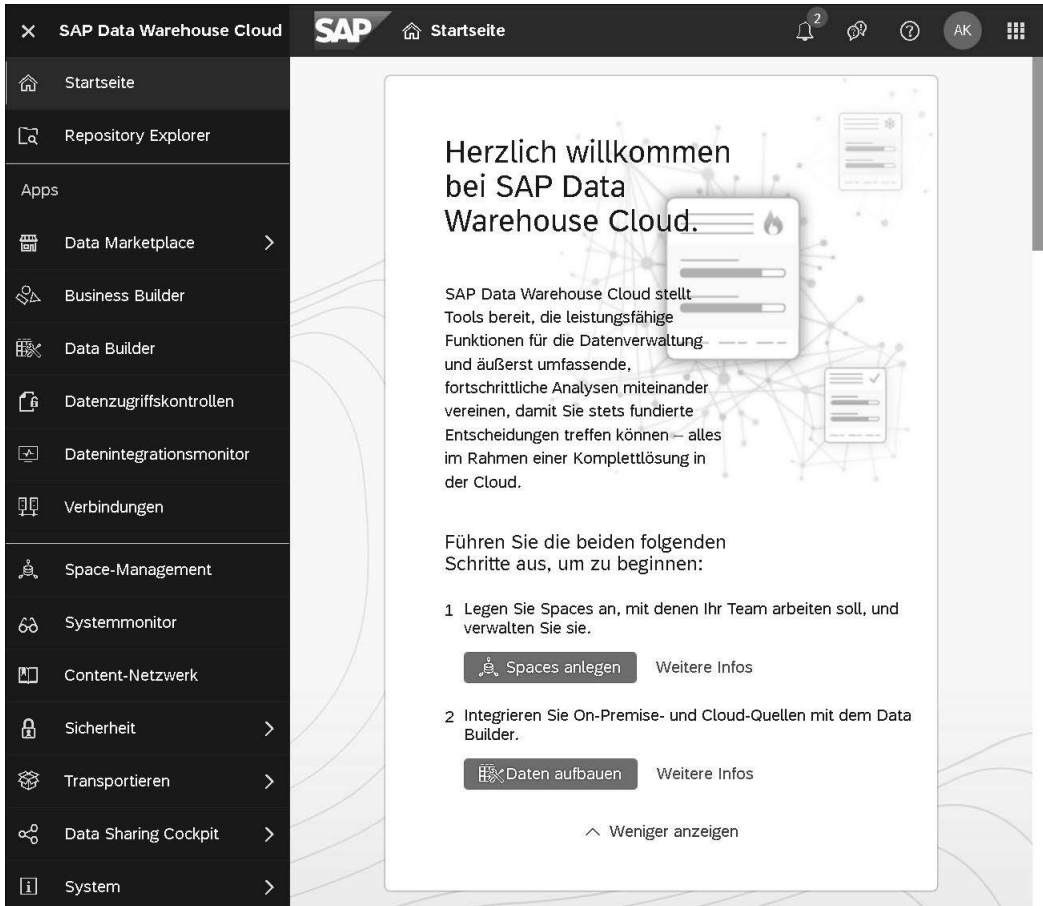 SAP Data Warehouse Cloud
SAP
Startseite
2
AK
Startseite
Repository Explorer
Apps
Data Marketplace
Business Builder
Data Builder
Datenzugriffskontrollen
Datenintegrationsmonitor
Verbindungen
Space-Management
Systemmonitor
Content-Netzwerk
Sicherheit
Transportieren
Data Sharing Cockpit
System
Herzlich willkommen
bei SAP Data
Warehouse Cloud.
SAP Data Warehouse Cloud stellt
Tools bereit, die leistungsfähige
Funktionen für die Datenverwaltung
und äußerst umfassende,
fortschrittliche Analysen miteinander
vereinen, damit Sie stets fundierte
Entscheidungen treffen können – alles
im Rahmen einer Komplettlösung in
der Cloud.
Führen Sie die beiden folgenden
Schritte aus, um zu beginnen:
1 Legen Sie Spaces an, mit denen Ihr Team arbeiten soll, und
verwalten Sie sie.
Spaces anlegen Weitere Infos
2 Integrieren Sie On-Premise- und Cloud-Quellen mit dem Data
Builder.
Daten aufbauen Weitere Infos
Weniger anzeigen